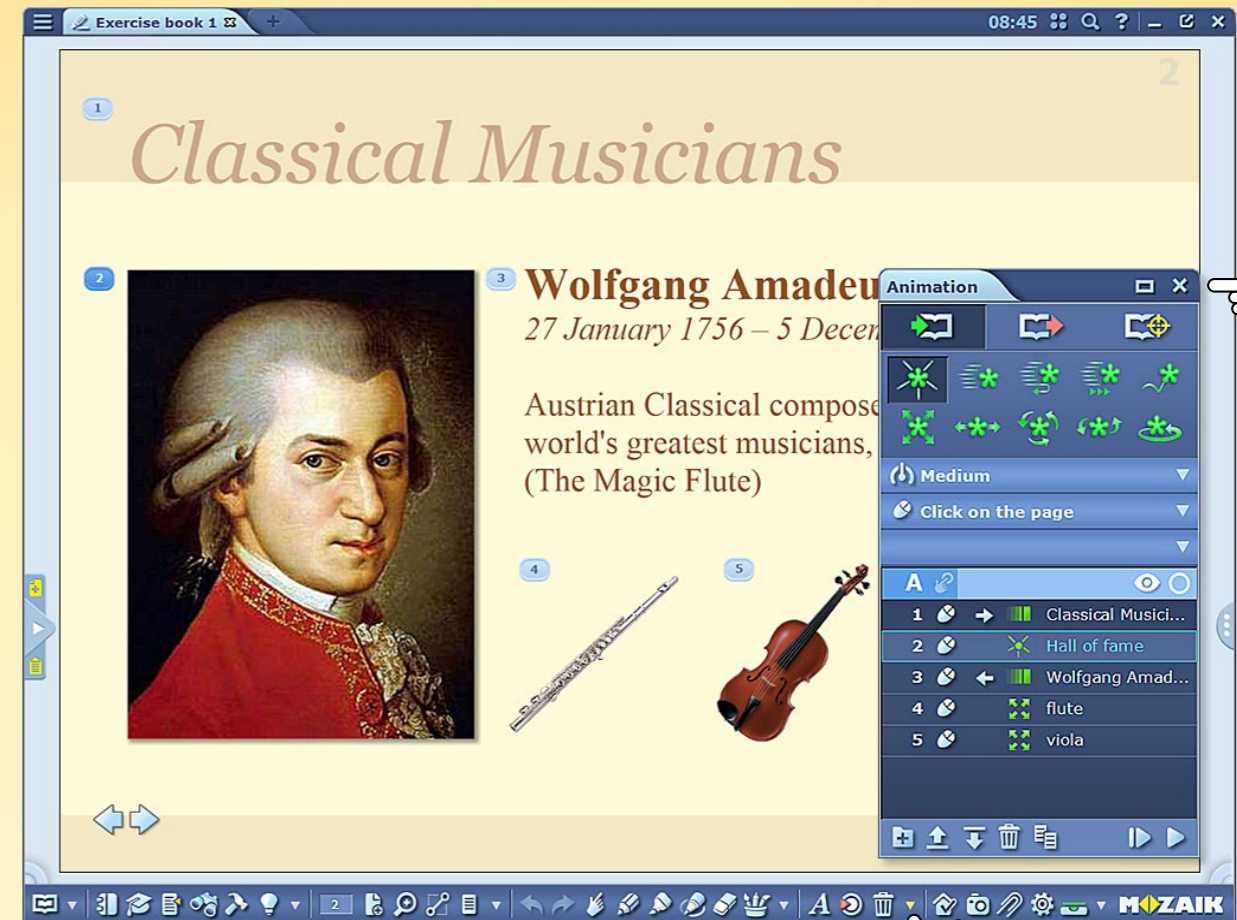 Exercise book 1
08:45
2
1
Classical Musicians
2
3
Wolfgang Amadeu
27 January 1756 – 5 Decem
Austrian Classical compose
world's greatest musicians,
(The Magic Flute)
4
5
Animation
Medium
Click on the page
A
1 Classical Musici...
2 Hall of fame
3 Wolfgang Amad...
4 flute
5 viola
2
A
MOZAIK